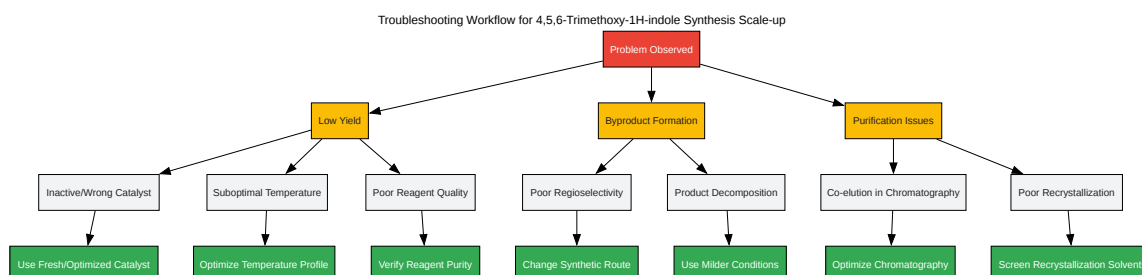 Troubleshooting Workflow for 4,5,6-Trimethoxy-1H-indole Synthesis Scale-up
Problem Observed
Low Yield
Byproduct Formation
Purification Issues
Inactive/Wrong Catalyst
Suboptimal Temperature
Poor Reagent Quality
Poor Regioselectivity
Product Decomposition
Co-elution in Chromatography
Poor Recrystallization
Use Fresh/Optimized Catalyst
Optimize Temperature Profile
Verify Reagent Purity
Change Synthetic Route
Use Milder Conditions
Optimize Chromatography
Screen Recrystallization Solvent